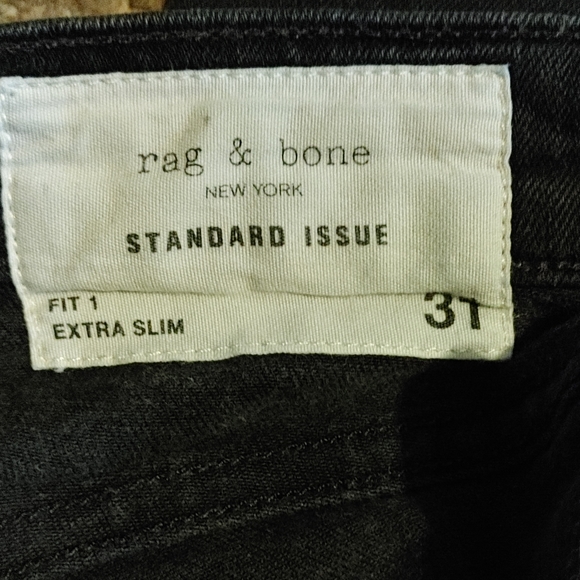 rag & bone
NEW YORK
STANDARD ISSUE
FIT 1
EXTRA SLIM
31